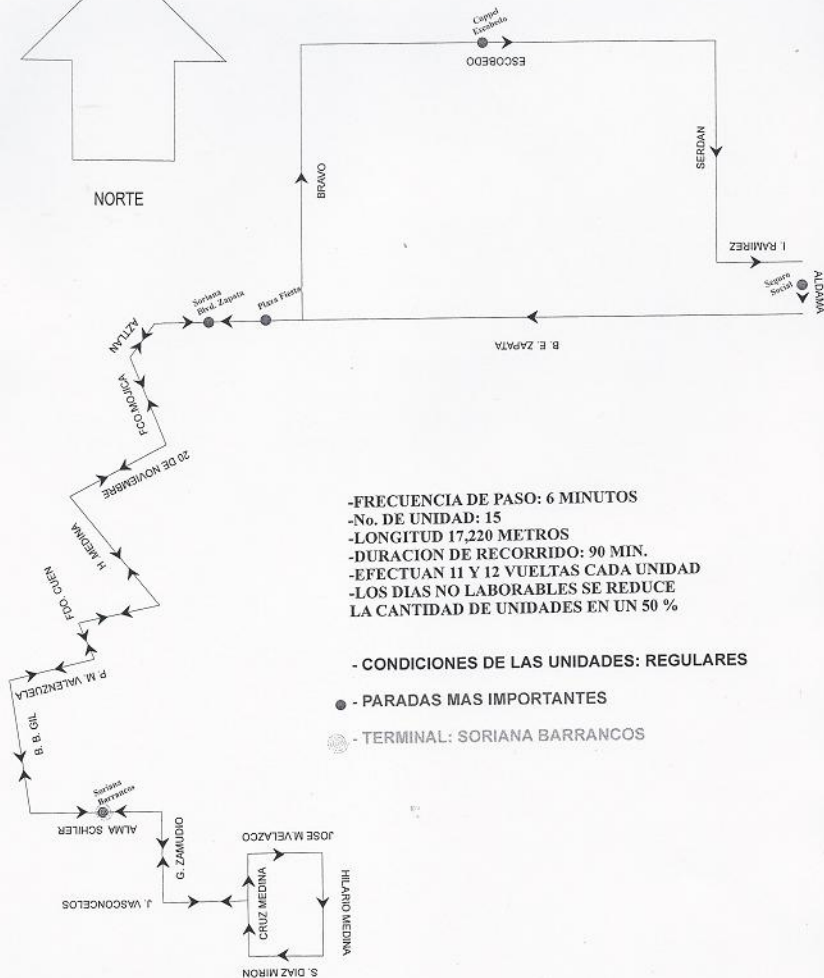 Coppel
Escobedo
ESCOBEDO
SERDAN
BRAVO
NORTE
I. RAMIREZ
Seguro
Social
ALDAMA
Soriana
Blvd. Zapata
Plaza Fiesta
AZTLAN
B. E. ZAPATA
FCO.MOJICA
20 DE NOVIEMBRE
H.MEDINA
FDO. CUEN
P. M. VALENZUELA
B. B. GIL
-FRECUENCIA DE PASO: 6 MINUTOS
-No. DE UNIDAD: 15
-LONGITUD 17,220 METROS
-DURACION DE RECORRIDO: 90 MIN.
-EFECTUAN 11 Y 12 VUELTAS CADA UNIDAD
-LOS DIAS NO LABORABLES SE REDUCE
LA CANTIDAD DE UNIDADES EN UN 50 %
- CONDICIONES DE LAS UNIDADES: REGULARES
- PARADAS MAS IMPORTANTES
- TERMINAL: SORIANA BARRANCOS
Soriana
Barrancos
ALMA SCHILER
G. ZAMUDIO
J. VASCONCELOS
JOSE M.VELAZCO
CRUZ MEDINA
HILARIO MEDINA
S. DIAZ MIRON